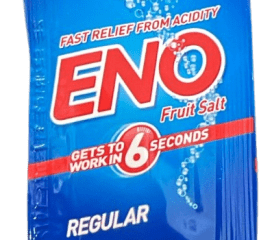 FAST RELIEF FROM ACIDITY
ENO
Fruit Salt
GETS TO
WORK IN 6 SECONDS
REGULAR